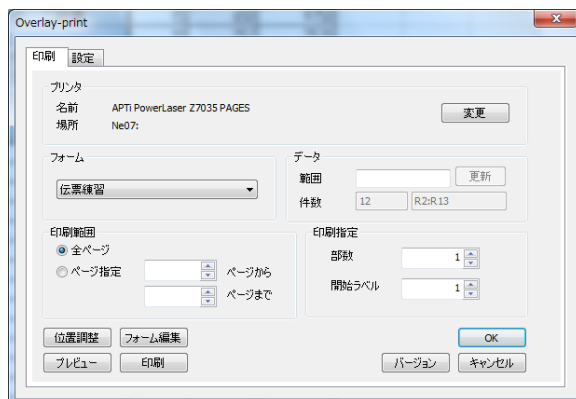 Overlay-print
印刷 設定
プリンタ
名前 APTi PowerLaser Z7035 PAGES
場所 Ne07:
変更
フォーム
伝票練習
データ
範囲 更新
件数 12 R2:R13
印刷範囲
全ページ
ページ指定 ページから
ページまで
印刷指定
部数 1
開始ラベル 1
位置調整 フォーム編集 OK
プレビュー 印刷 バージョン キャンセル